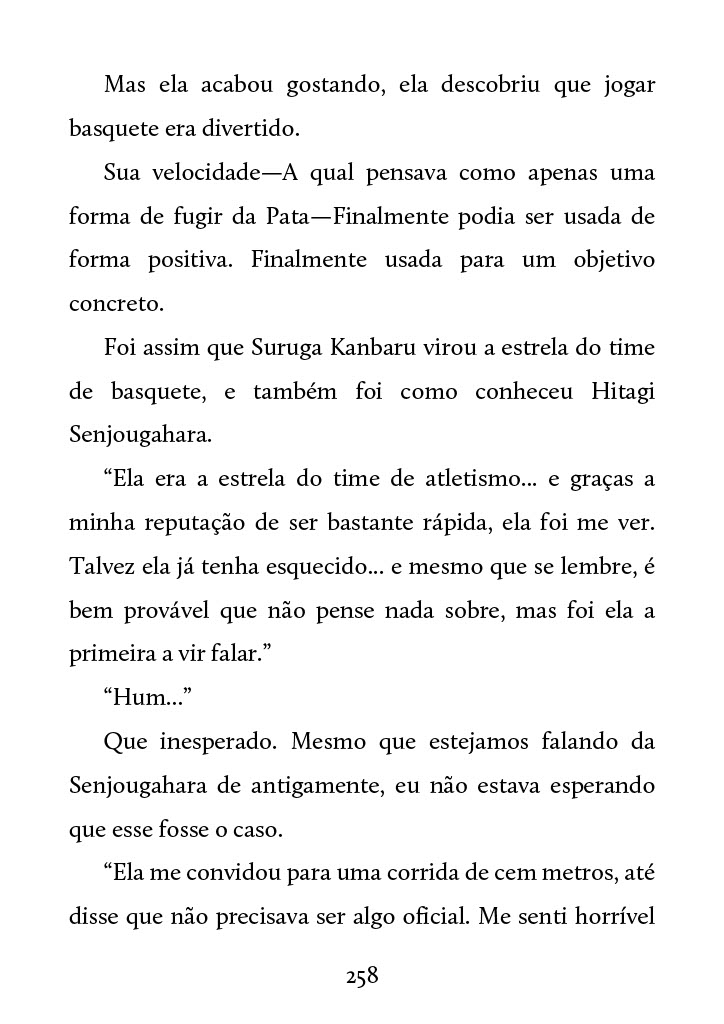 Mas ela acabou gostando, ela descobriu que jogar
basquete era divertido.
Sua velocidade—A qual pensava como apenas uma
forma de fugir da Pata—Finalmente podia ser usada de
forma positiva. Finalmente usada para um objetivo
concreto.
Foi assim que Suruga Kanbaru virou a estrela do time
de basquete, e também foi como conheceu Hitagi
Senjougahara.
“Ela era a estrela do time de atletismo... e graças a
minha reputação de ser bastante rápida, ela foi me ver.
Talvez ela já tenha esquecido... e mesmo que se lembre, é
bem provável que não pense nada sobre, mas foi ela a
primeira a vir falar.”
“Hum...”
Que inesperado. Mesmo que estejamos falando da
Senjougahara de antigamente, eu não estava esperando
que esse fosse o caso.
“Ela me convidou para uma corrida de cem metros, até
disse que não precisava ser algo oficial. Me senti horrível
258